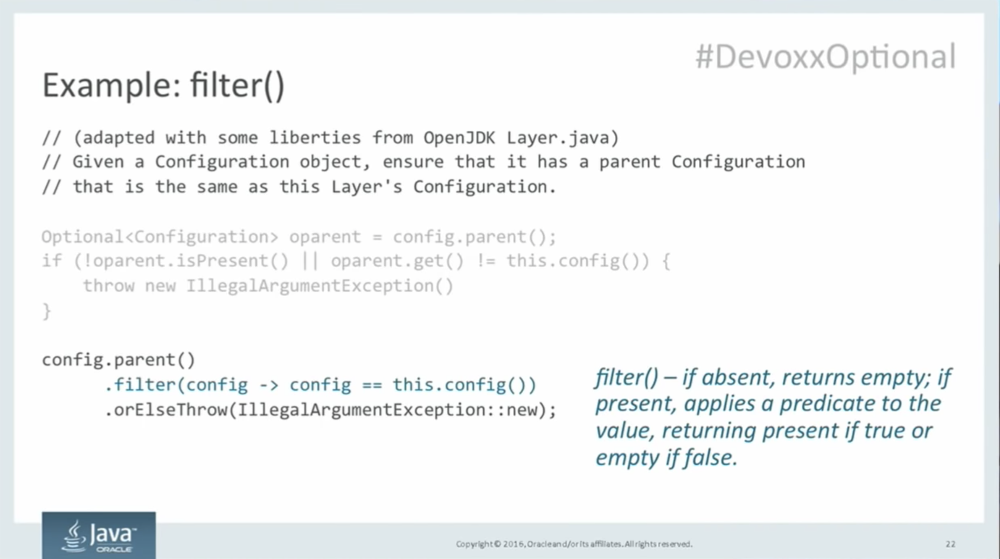 #DevoxxOptional
Example: filter()
// (adapted with some liberties from OpenJDK Layer.java)
// Given a Configuration object, ensure that it has a parent Configuration
// that is the same as this Layer's Configuration.
Optional<Configuration> oparent = config.parent();
if (!oparent.isPresent() || oparent.get() != this.config()) {
    throw new IllegalArgumentException()
}
config.parent()
      .filter(config -> config == this.config())
      .orElseThrow(IllegalArgumentException::new);
filter() – if absent, returns empty; if
present, applies a predicate to the
value, returning present if true or
empty if false.
Java™
ORACLE
Copyright © 2016, Oracle and/or its affiliates. All rights reserved.
22